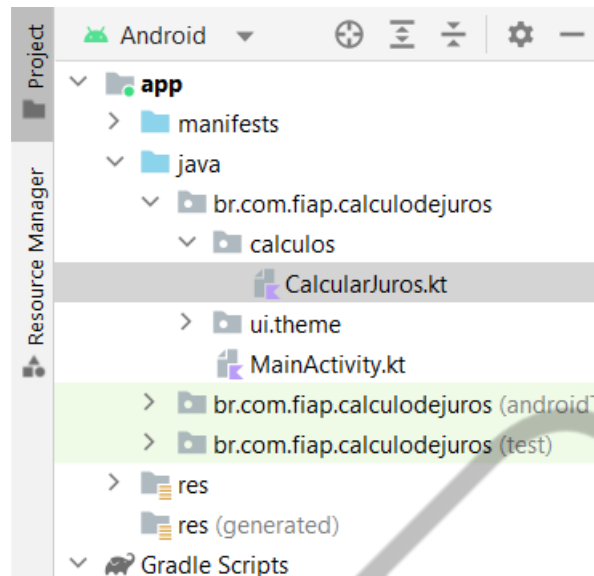 Project
Resource Manager
Android
app
manifests
java
br.com.fiap.calculodejuros
calculos
CalcularJuros.kt
ui.theme
MainActivity.kt
br.com.fiap.calculodejuros (android
br.com.fiap.calculodejuros (test)
res
res (generated)
Gradle Scripts